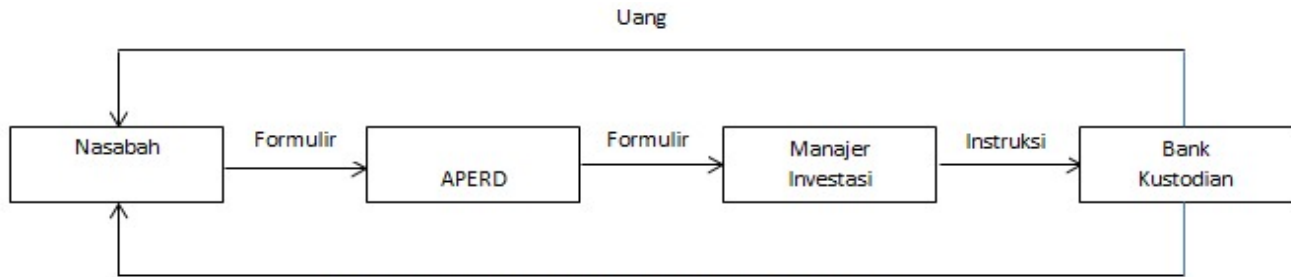 Uang
Nasabah
Formulir
APERD
Formulir
Manajer
Investasi
Instruksi
Bank
Kustodian